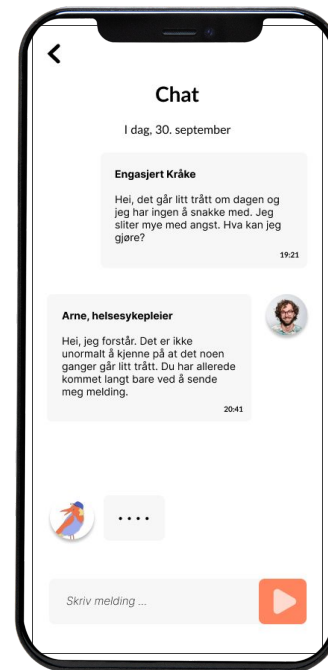 Chat
I dag, 30. september
Engasjert Kråke
Hei, det går litt trått om dagen og
jeg har ingen å snakke med. Jeg
sliter mye med angst. Hva kan jeg
gjøre?
19:21
Arne, helsesykepleier
Hei, jeg forstår. Det er ikke
unormalt å kjenne på at det noen
ganger går litt trått. Du har allerede
kommet langt bare ved å sende
meg melding.
20:41
....
Skriv melding ...